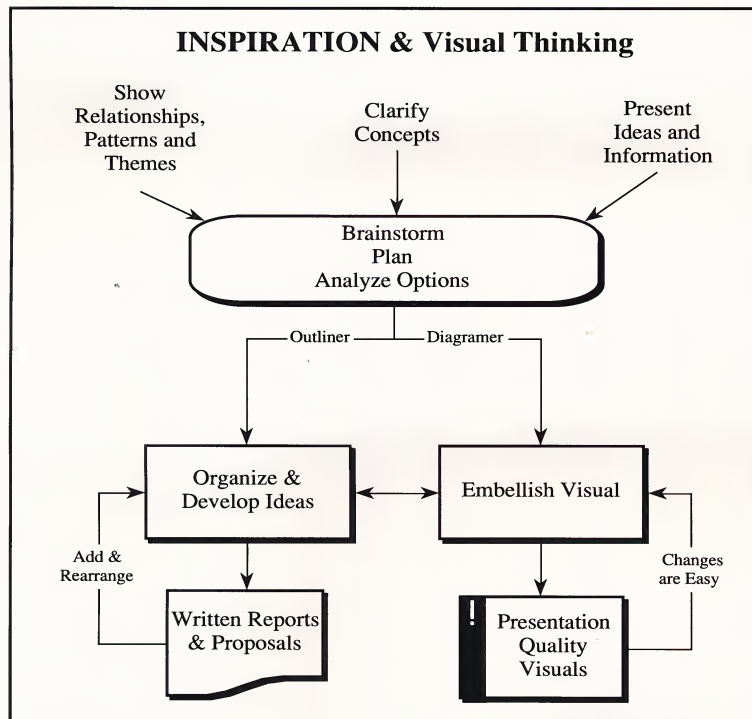 INSPIRATION & Visual Thinking
Show
Relationships,
Patterns and
Themes
Clarify
Concepts
Present
Ideas and
Information
Brainstorm
Plan
Analyze Options
Outliner
Diagramer
Organize &
Develop Ideas
Embellish Visual
Add &
Rearrange
Changes
are Easy
Written Reports
& Proposals
!
Presentation
Quality
Visuals